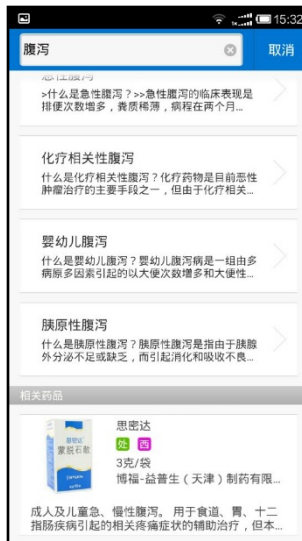 15:32
腹泻
取消
急性腹泻
>什么是急性腹泻？>>急性腹泻的临床表现是
排便次数增多，粪质稀薄，病程在两个月...
化疗相关性腹泻
什么是化疗相关性腹泻？化疗药物是目前恶性
肿瘤治疗的主要手段之一，但由于化疗相关...
婴幼儿腹泻
什么是婴幼儿腹泻？婴幼儿腹泻病是一组由多
病原多因素引起的以大便次数增多和大便性...
胰原性腹泻
什么是胰原性腹泻？胰原性腹泻是指由于胰腺
外分泌不足或缺乏，而引起消化和吸收不良...
相关药品
思密达
蒙脱石散
思密达
处 西
3克/袋
博福-益普生（天津）制药有限...
成人及儿童急、慢性腹泻。 用于食道、胃、十二
指肠疾病引起的相关疼痛症状的辅助治疗，但本...